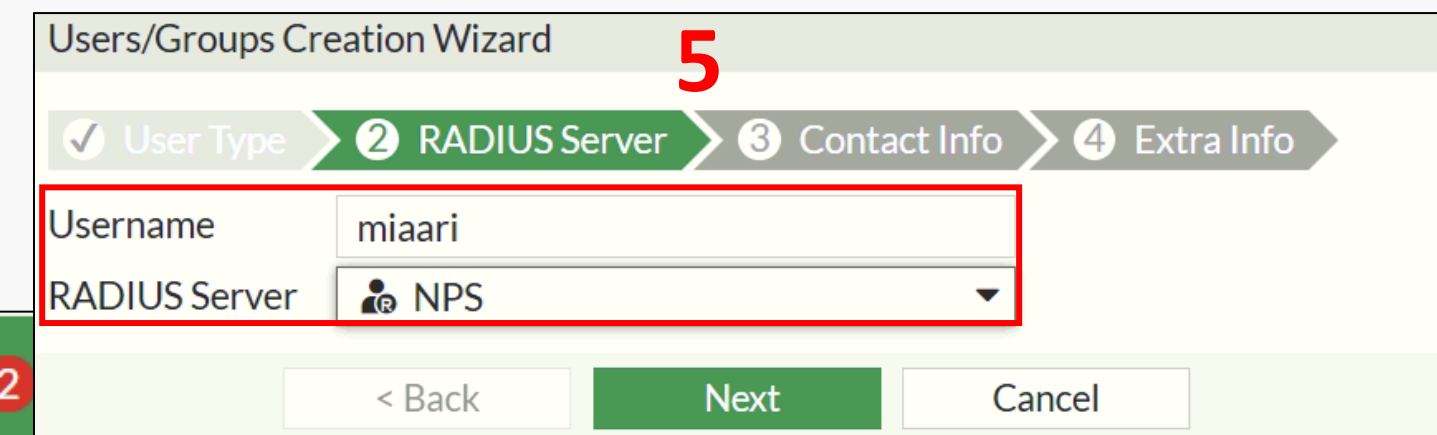 Users/Groups Creation Wizard
5
✓ User Type 2 RADIUS Server 3 Contact Info 4 Extra Info
Username miaari
RADIUS Server NPS
2
< Back Next Cancel